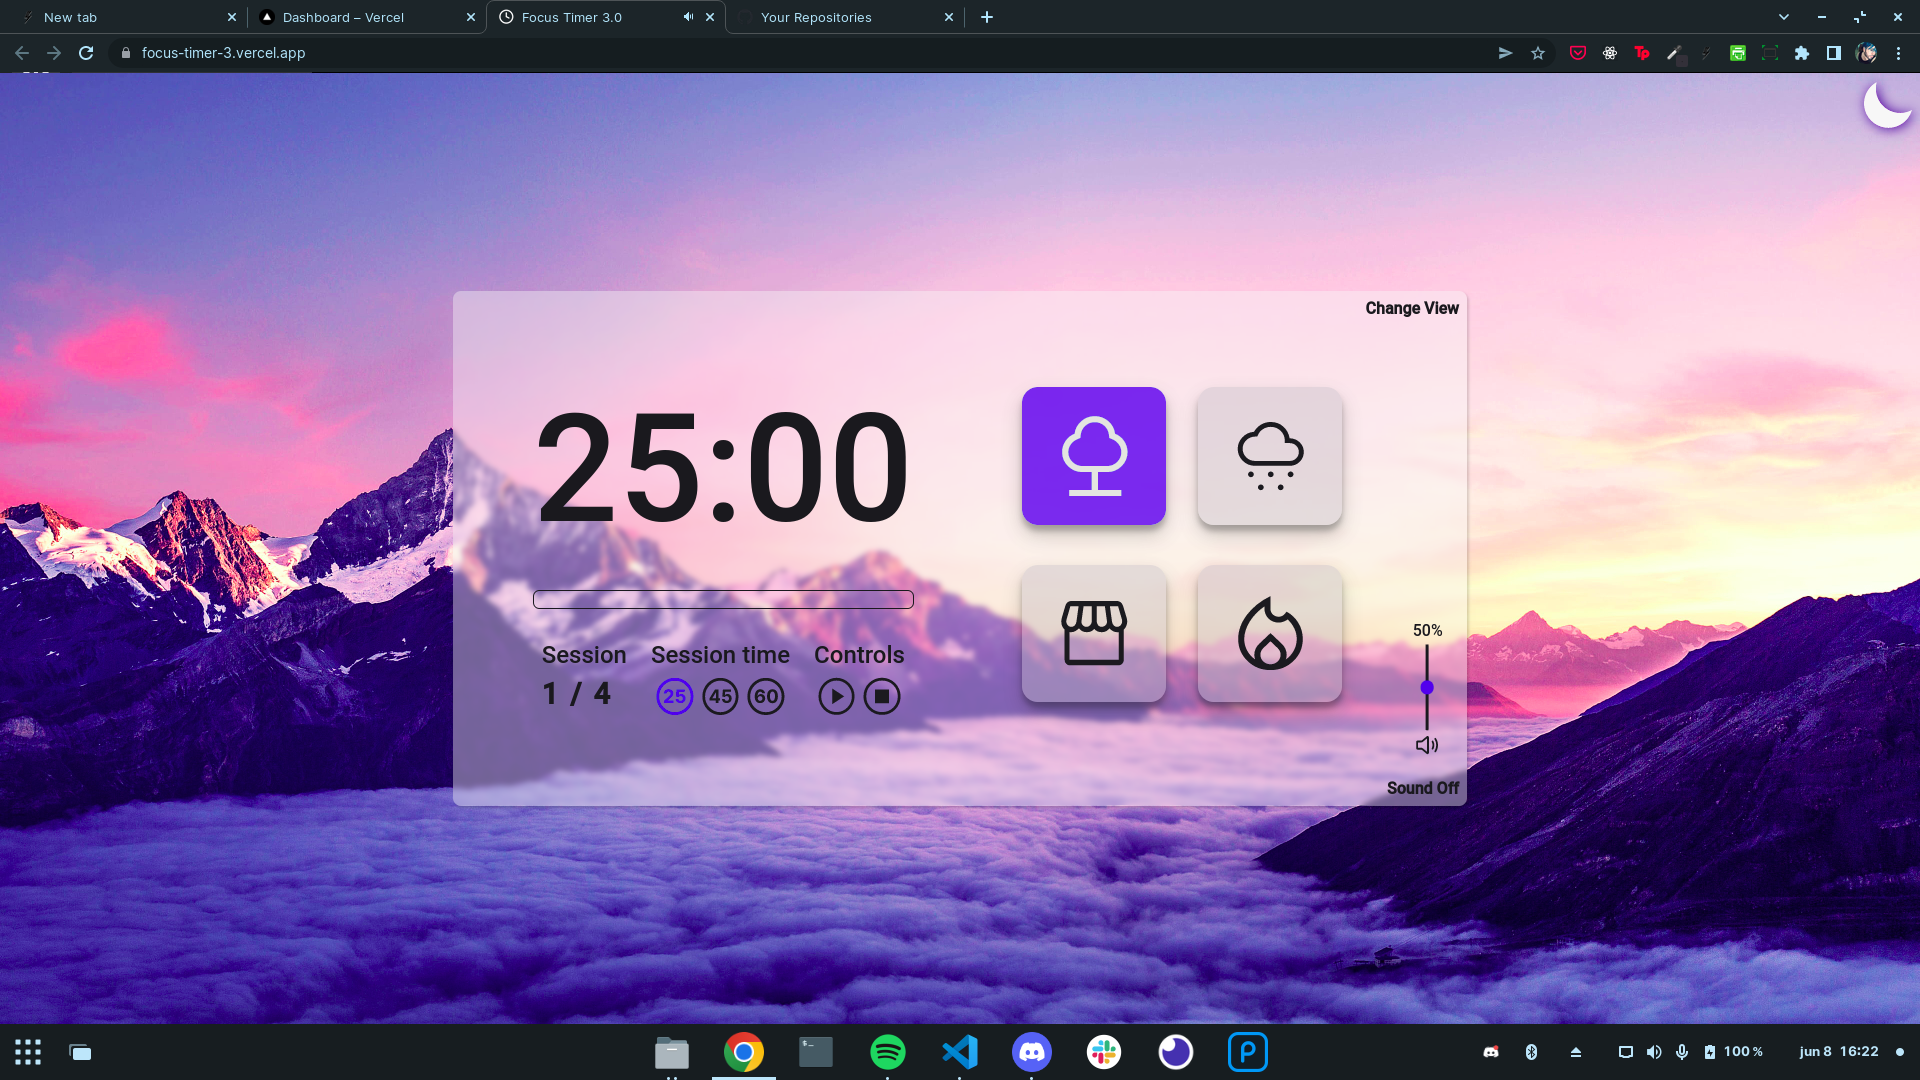 New tab
Dashboard – Vercel
Focus Timer 3.0
Your Repositories
focus-timer-3.vercel.app
Change View
25:00
Session
Session time
Controls
1 / 4
25
45
60
50%
Sound Off
100 %
jun 8 16:22